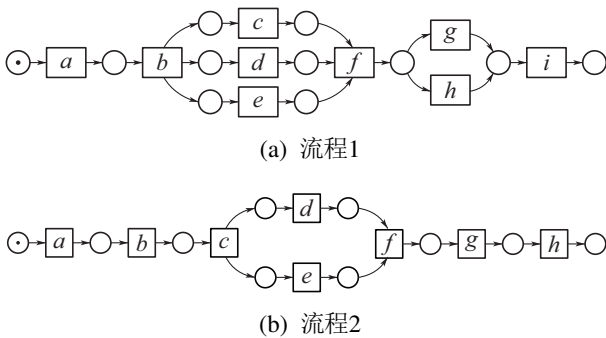 c g
a b d f i
e h
(a) 流程1
d
a b c f g h
e
(b) 流程2